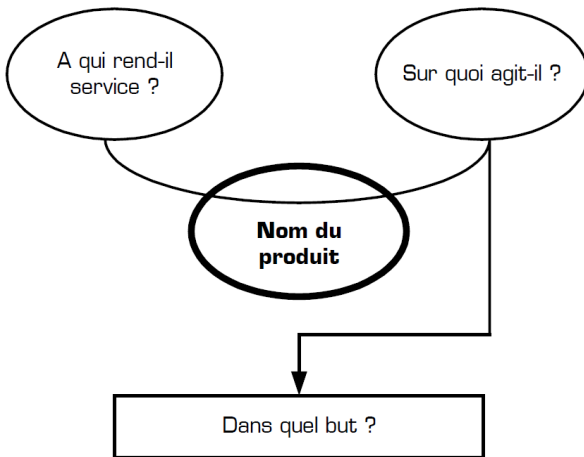 A qui rend-il
service ?
Sur quoi agit-il ?
Nom du
produit
Dans quel but ?